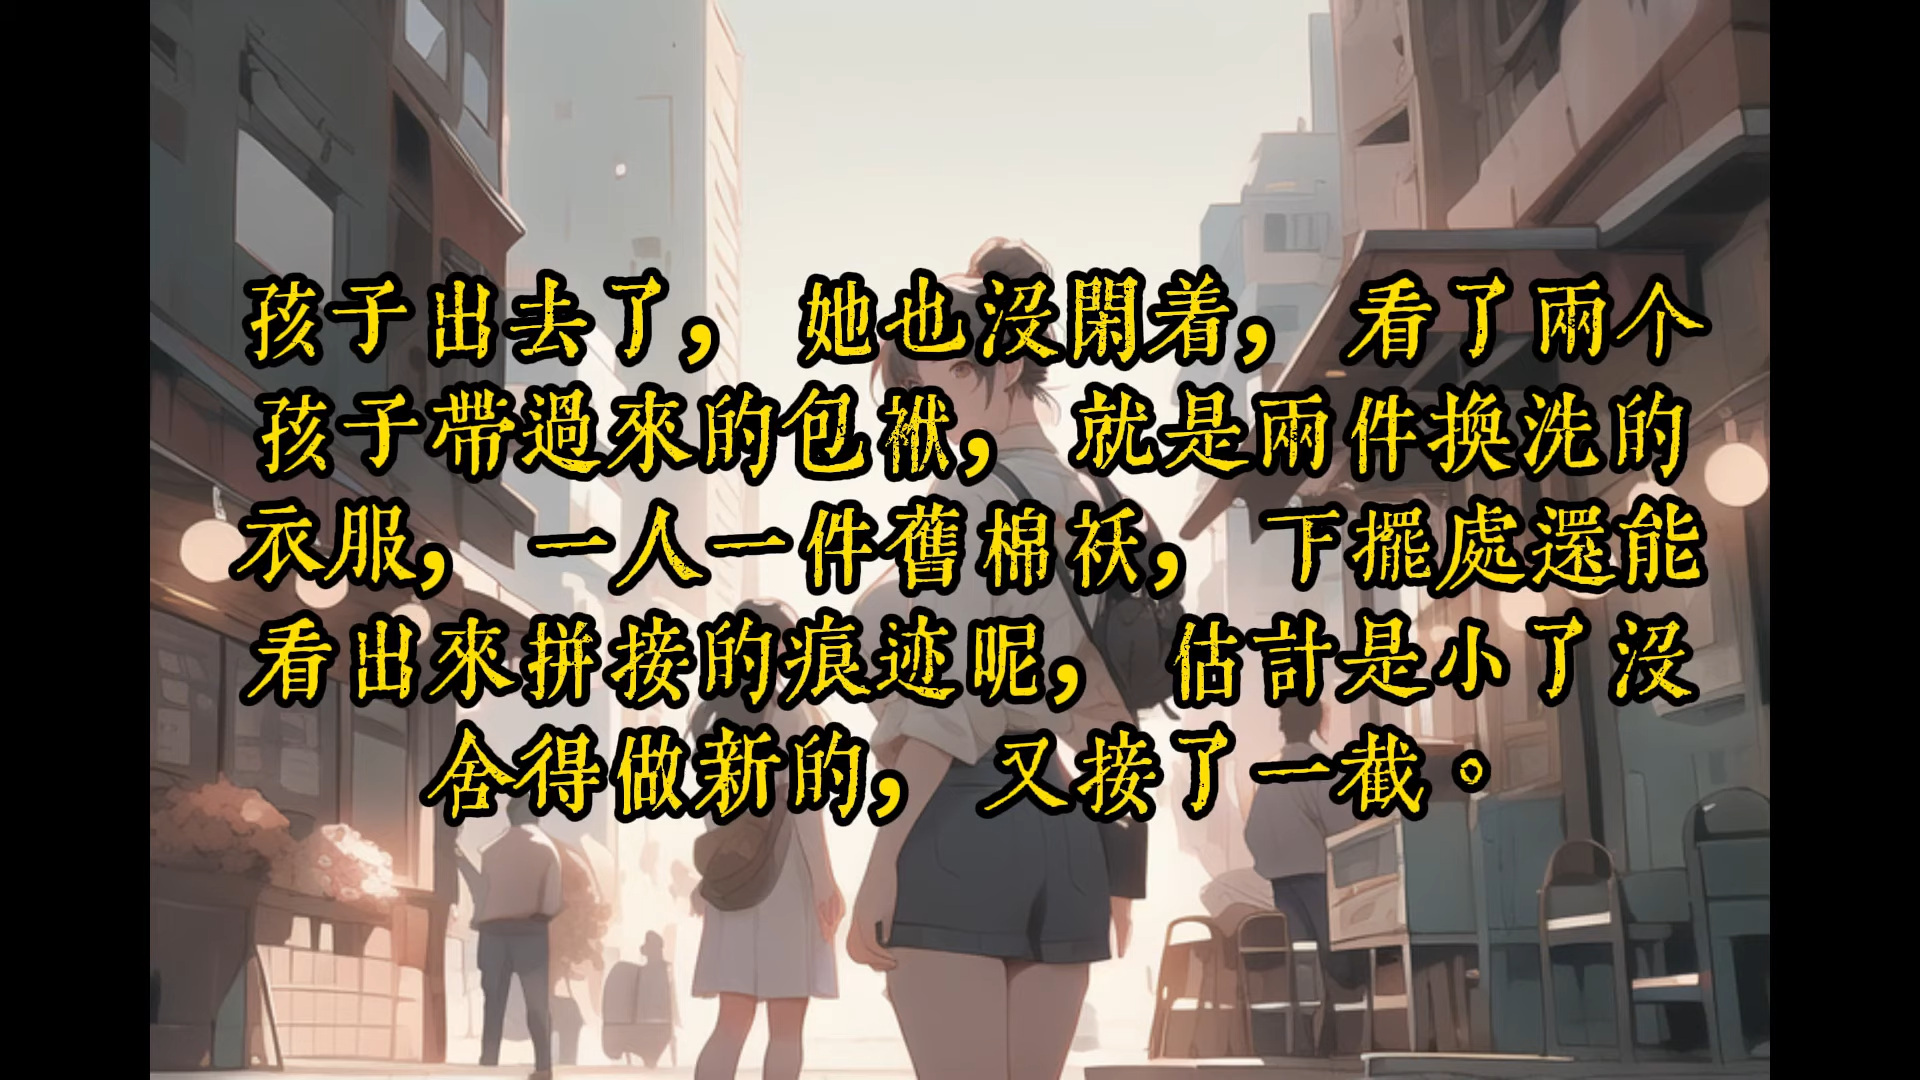 孩子出去了，她也没閑着，看了兩个
孩子帶過來的包袱，就是兩件換洗的
衣服，一人一件舊棉袄，下擺處還能
看出來拼接的痕迹呢，估計是小了没
舍得做新的，又接了一截。